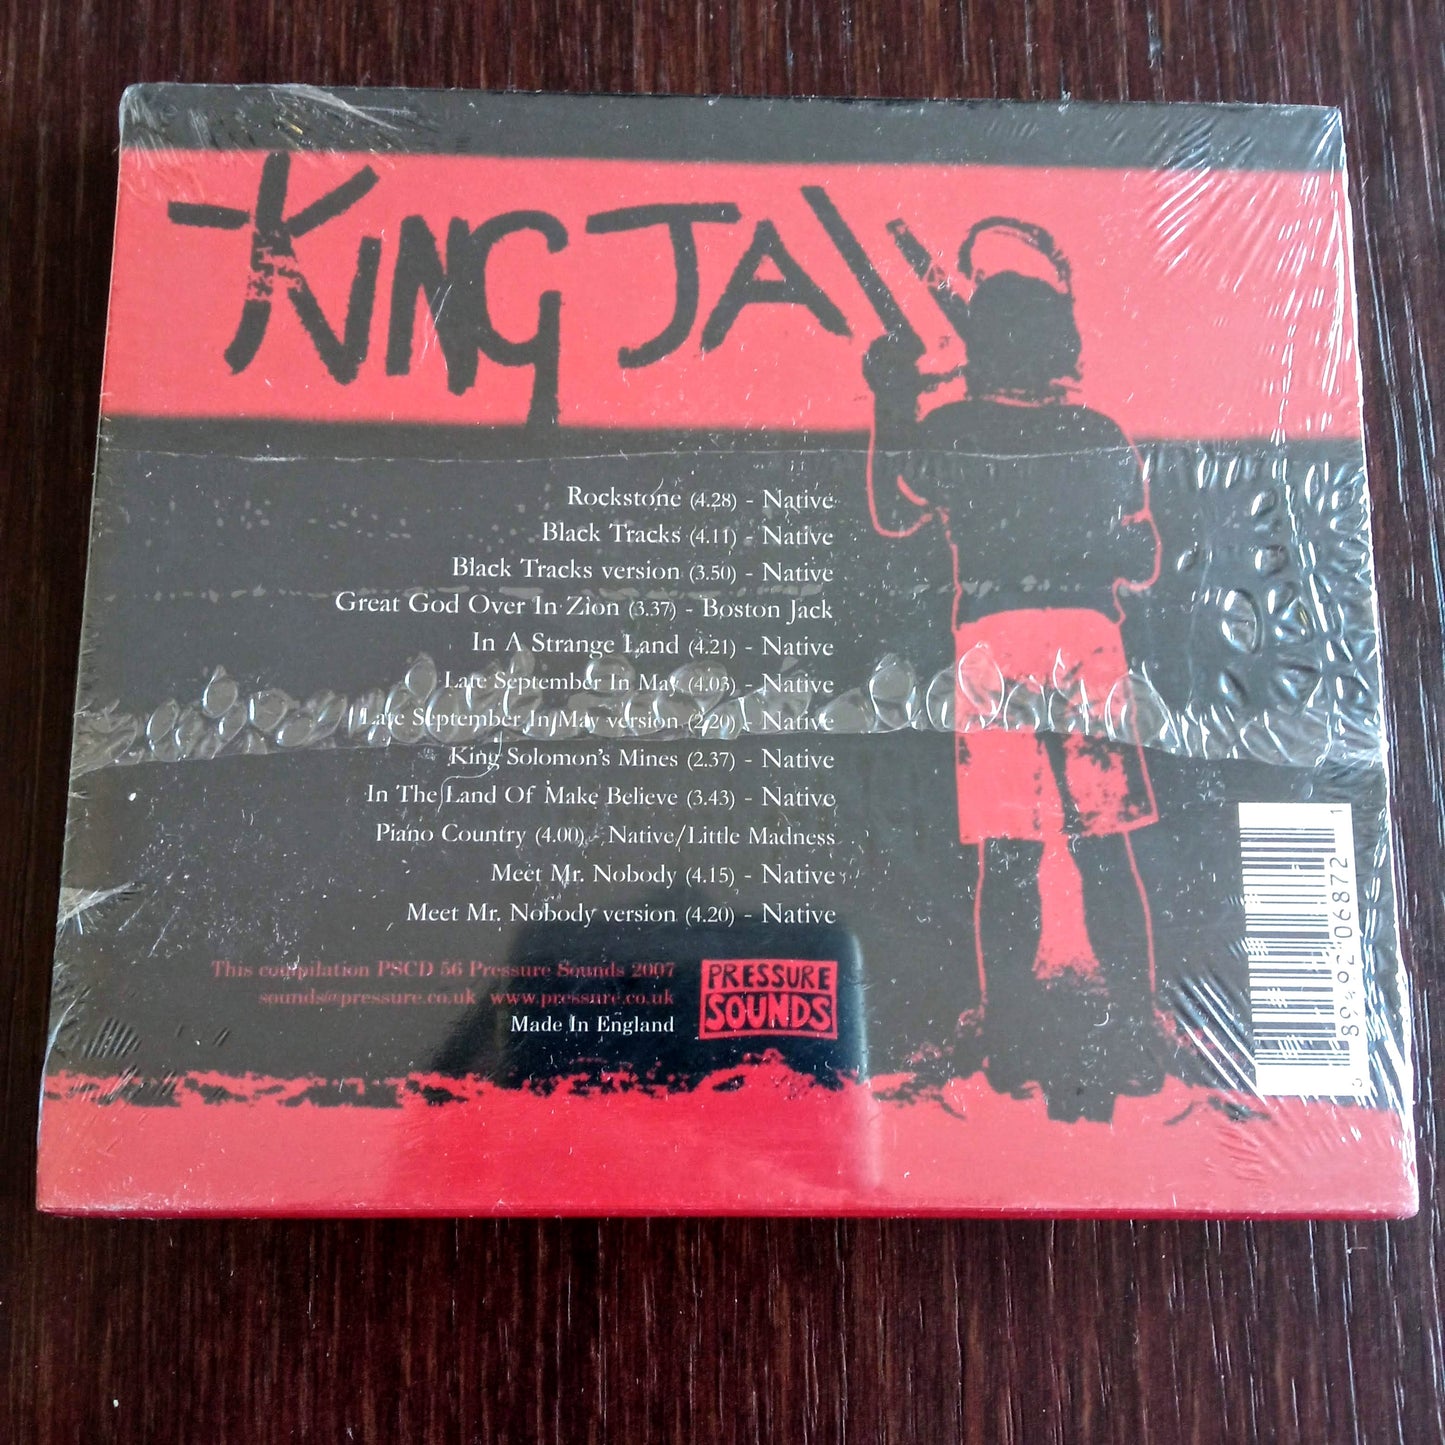 KING JA
Rockstone (4.28) - Native
Black Tracks (4.11) - Native
Black Tracks version (3.50) - Native
Great God Over In Zion (3.37) - Boston Jack
In A Strange Land (4.21) - Native
Late September In May (4.03) - Native
Late September In May version (2.20) - Native
King Solomon's Mines (2.37) - Native
In The Land Of Make Believe (3.43) - Native
Piano Country (4.00) - Native/Little Madness
Meet Mr. Nobody (4.15) - Native
Meet Mr. Nobody version (4.20) - Native
This compilation PSCD 56 Pressure Sounds 2007
sounds@pressure.co.uk www.pressure.co.uk
Made In England
PRESSURE
SOUNDS